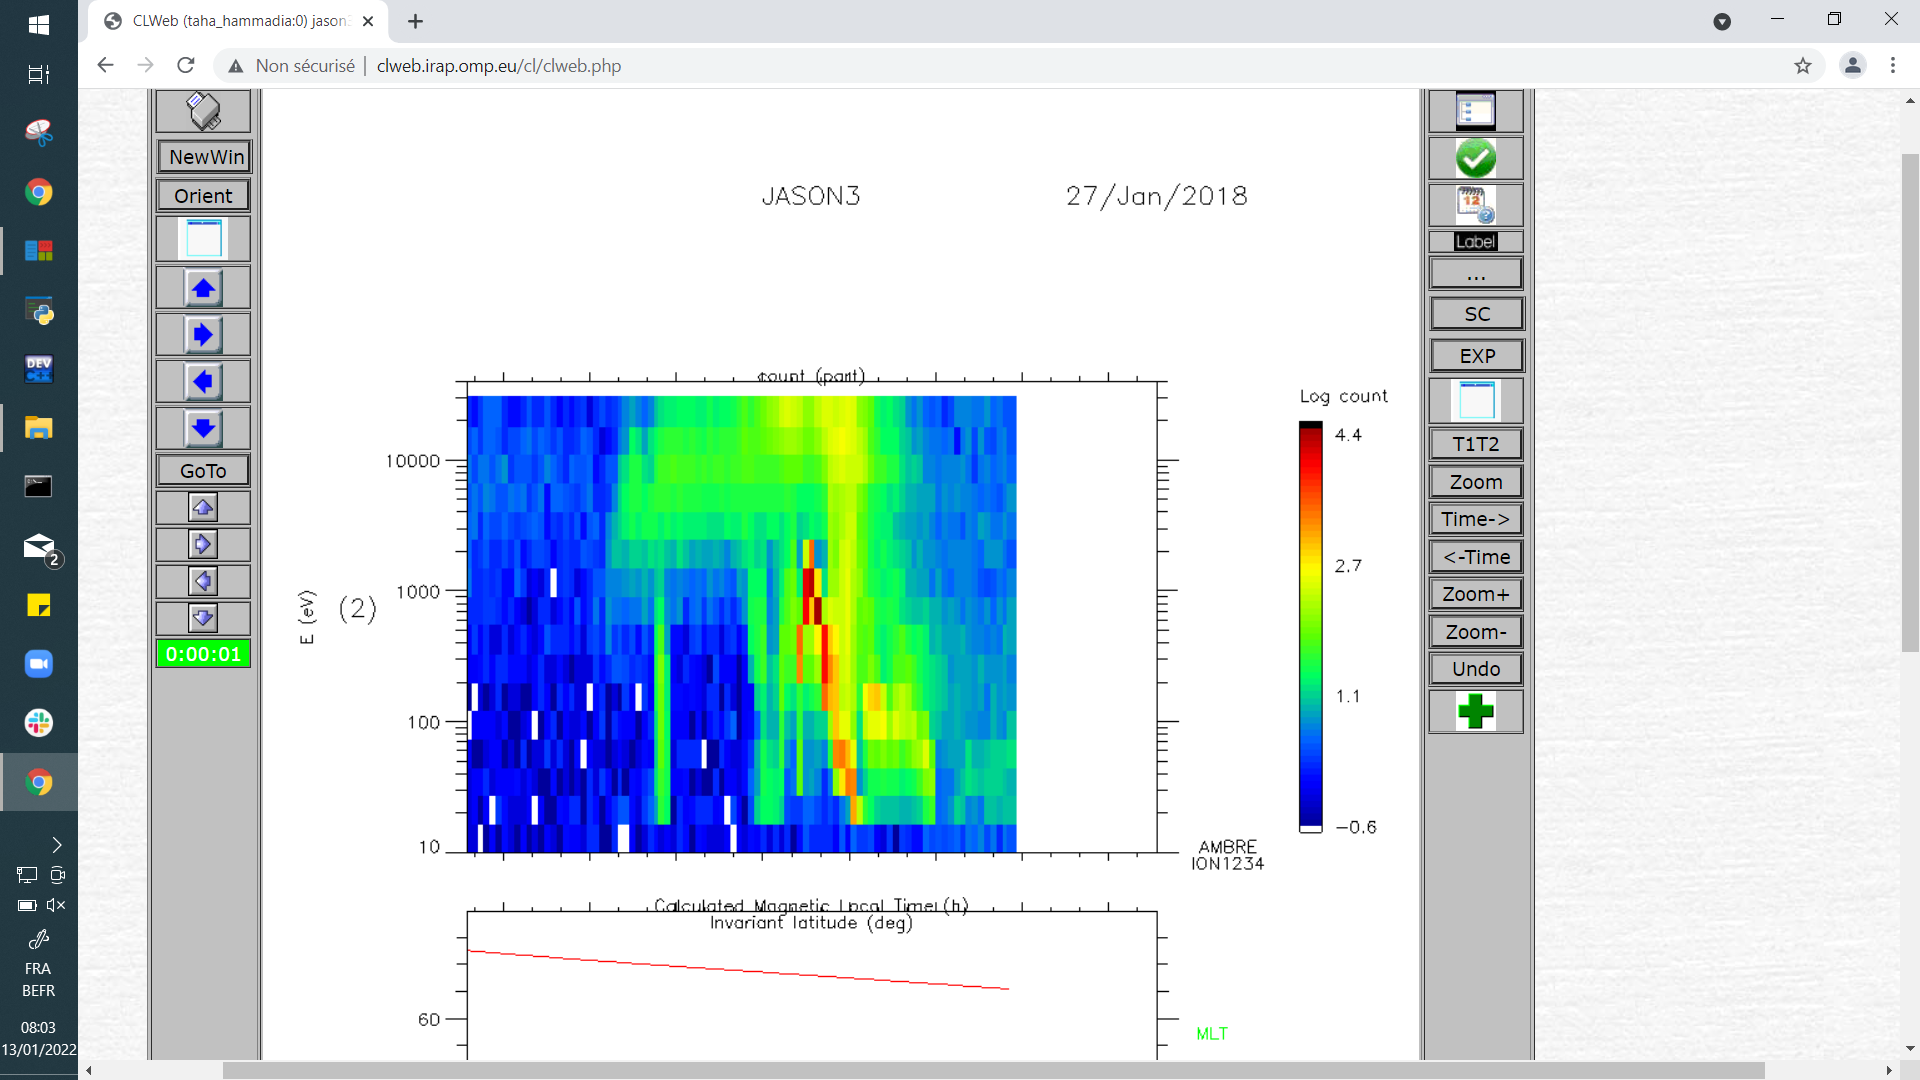 CLWeb (taha_hammadia:0) jason3
Non sécurisé
clweb.irap.omp.eu/cl/clweb.php
NewWin
Orient
GoTo
0:00:01
JASON3
27/Jan/2018
count (part)
E (eV)
(2)
10000
1000
100
10
Log count
4.4
2.7
1.1
−0.6
AMBRE
ION1234
Calculated Magnetic Local Time (h)
Invariant latitude (deg)
60
MLT
12
Label
...
SC
EXP
T1T2
Zoom
Time->
<-Time
Zoom+
Zoom-
Undo
DEV
C++
2
FRA
BEFR
08:03
13/01/2022